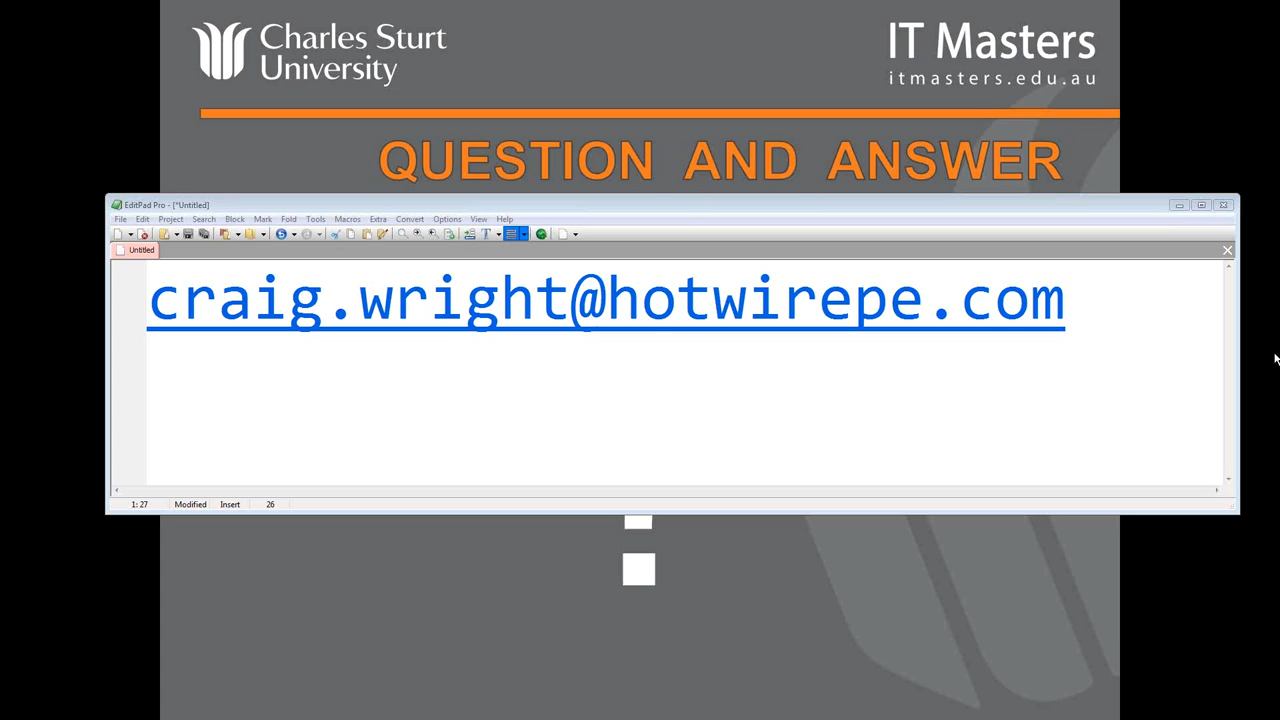 Charles Sturt
University
IT Masters
itmasters.edu.au
QUESTION AND ANSWER
EditPad Pro - [*Untitled]
File Edit Project Search Block Mark Fold Tools Macros Extra Convert Options View Help
Untitled
craig.wright@hotwirepe.com
1: 27 Modified Insert 26